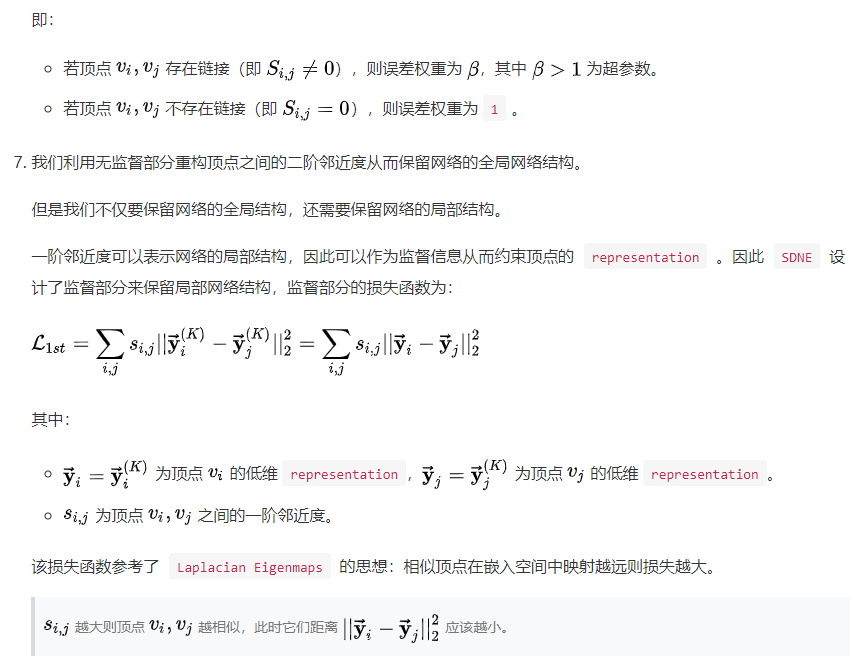 即：
若顶点 $v_i, v_j$ 存在链接（即 $S_{i,j} \neq 0$），则误差权重为 $\beta$，其中 $\beta > 1$ 为超参数。
若顶点 $v_i, v_j$ 不存在链接（即 $S_{i,j} = 0$），则误差权重为 1 。
7. 我们利用无监督部分重构顶点之间的二阶邻近度从而保留网络的全局网络结构。
但是我们不仅要保留网络的全局结构，还需要保留网络的局部结构。
一阶邻近度可以表示网络的局部结构，因此可以作为监督信息从而约束顶点的 representation 。因此 SDNE 设
计了监督部分来保留局部网络结构，监督部分的损失函数为：
$\mathcal{L}_{1st} = \sum_{i,j} s_{i,j} ||\vec{\mathbf{y}}_i^{(K)} - \vec{\mathbf{y}}_j^{(K)}||_2^2 = \sum_{i,j} s_{i,j} ||\vec{\mathbf{y}}_i - \vec{\mathbf{y}}_j||_2^2$
其中：
$\vec{\mathbf{y}}_i = \vec{\mathbf{y}}_i^{(K)}$ 为顶点 $v_i$ 的低维 representation ，$\vec{\mathbf{y}}_j = \vec{\mathbf{y}}_j^{(K)}$ 为顶点 $v_j$ 的低维 representation 。
$s_{i,j}$ 为顶点 $v_i, v_j$ 之间的一阶邻近度。
该损失函数参考了 Laplacian Eigenmaps 的思想：相似顶点在嵌入空间中映射越远则损失越大。
$s_{i,j}$ 越大则顶点 $v_i, v_j$ 越相似，此时它们距离 $||\vec{\mathbf{y}}_i - \vec{\mathbf{y}}_j||_2^2$ 应该越小。